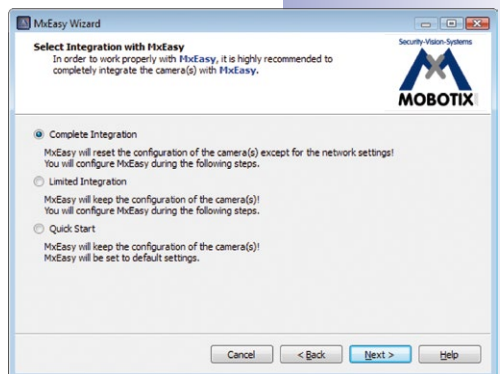 MxEasy Wizard
Select Integration with MxEasy
In order to work properly with MxEasy, it is highly recommended to
completely integrate the camera(s) with MxEasy.
Security-Vision-Systems
MOBOTIX
Complete Integration
MxEasy will reset the configuration of the camera(s) except for the network settings!
You will configure MxEasy during the following steps.
Limited Integration
MxEasy will keep the configuration of the camera(s)!
You will configure MxEasy during the following steps.
Quick Start
MxEasy will keep the configuration of the camera(s)!
MxEasy will be set to default settings.
Cancel
< Back
Next >
Help